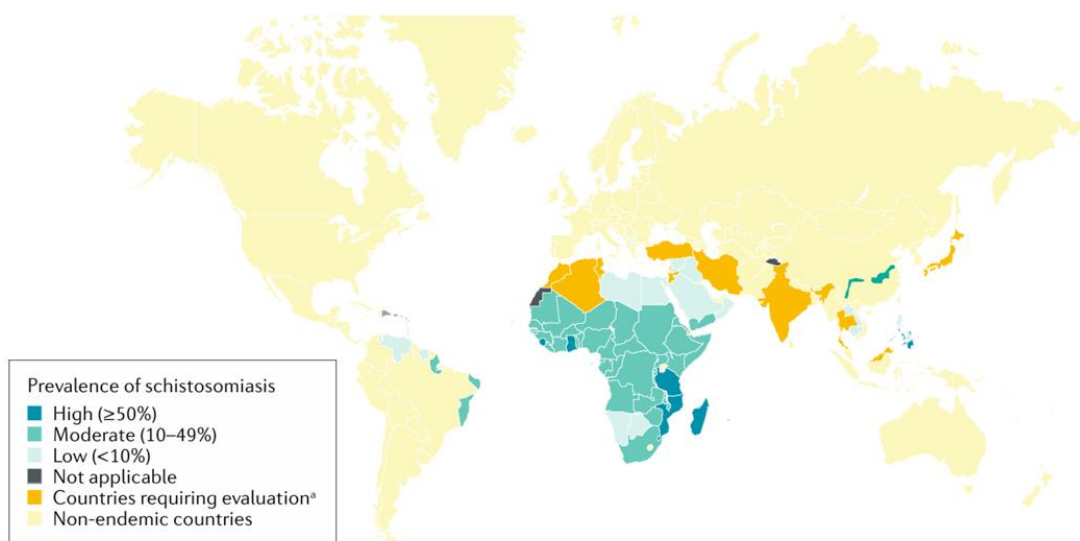 Prevalence of schistosomiasis
High (≥50%)
Moderate (10–49%)
Low (<10%)
Not applicable
Countries requiring evaluationᵃ
Non-endemic countries